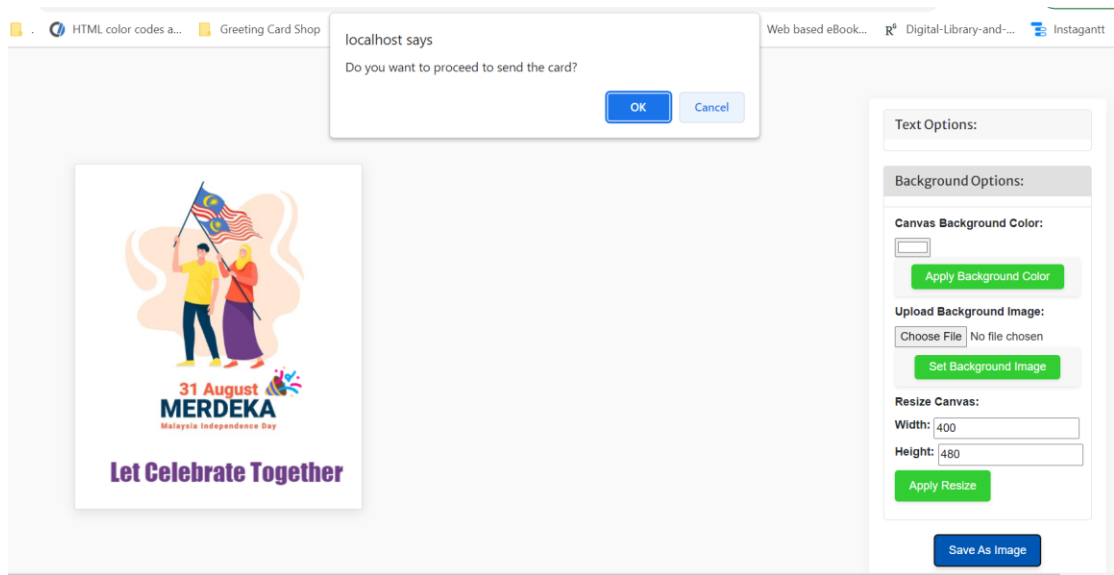 .
HTML color codes a...
Greeting Card Shop
Web based eBook...
R⁶ Digital-Library-and-...
Instagantt
localhost says
Do you want to proceed to send the card?
OK
Cancel
31 August
MERDEKA
Malaysia Independence Day
Let Celebrate Together
Text Options:
Background Options:
Canvas Background Color:
Apply Background Color
Upload Background Image:
Choose File No file chosen
Set Background Image
Resize Canvas:
Width: 400
Height: 480
Apply Resize
Save As Image